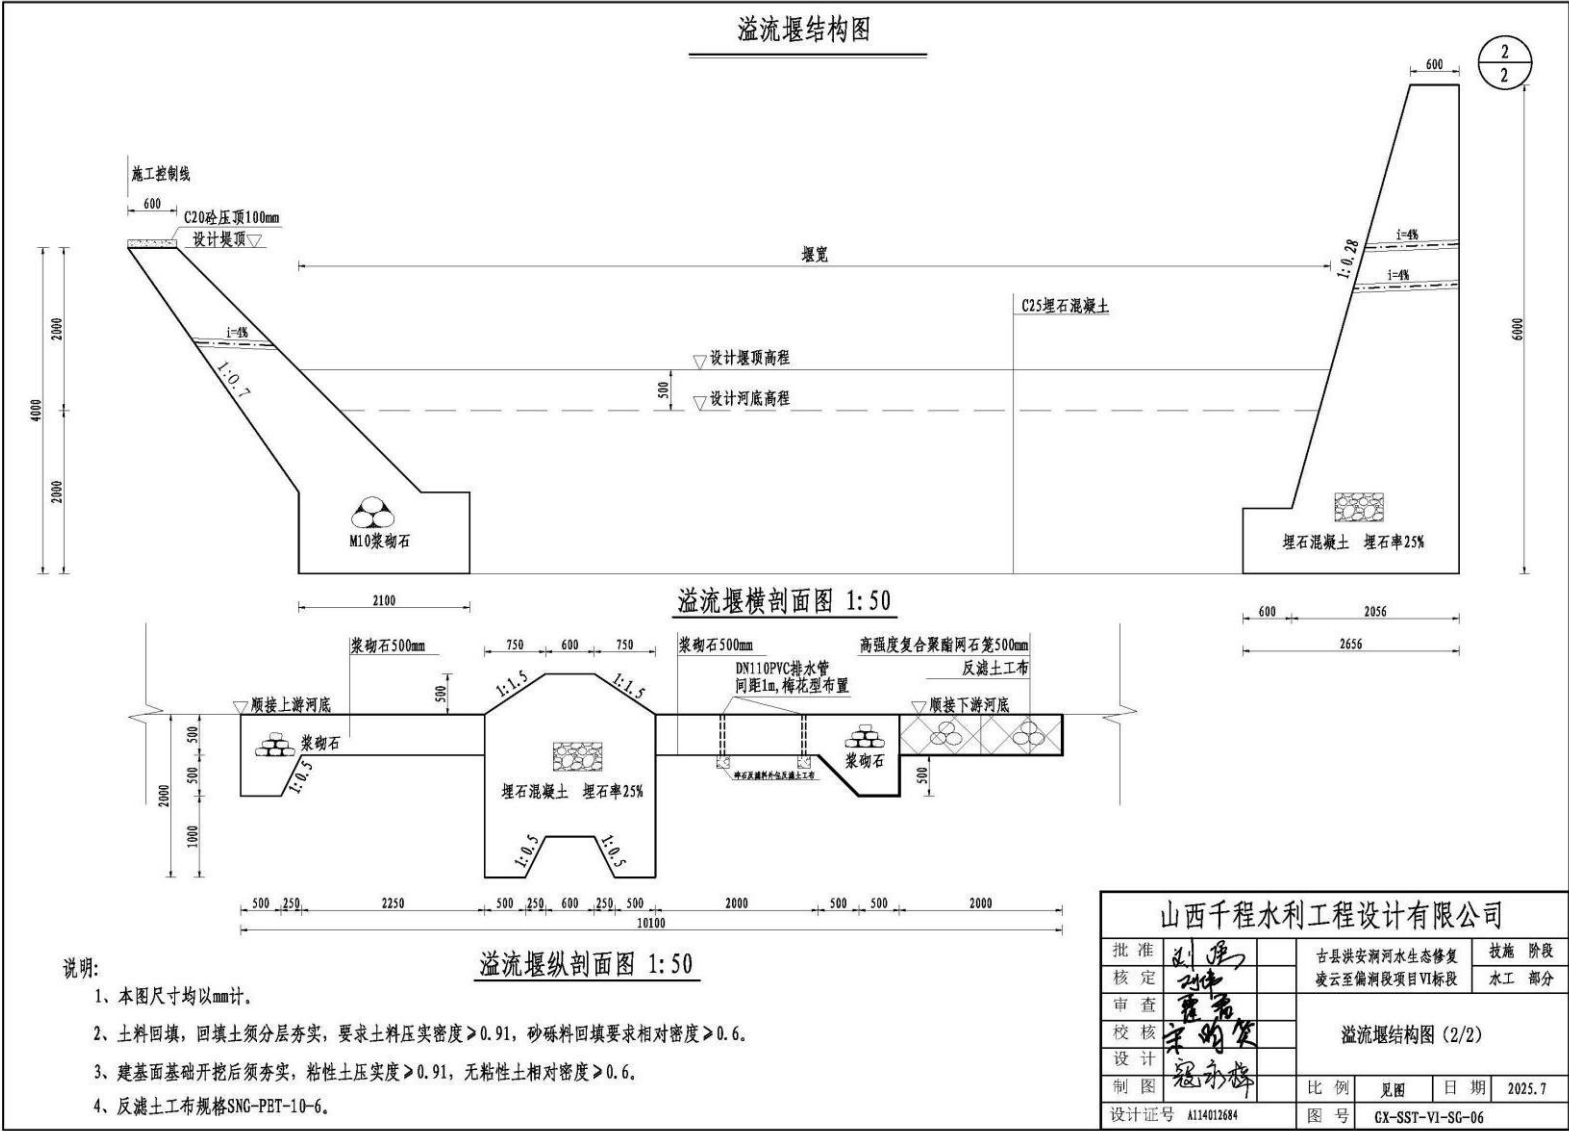 溢流堰结构图
2
2
600
施工控制线
600
C20砼压顶100mm
设计堤顶
i=4%
1:0.7
4000
2000
2000
堰宽
C25埋石混凝土
设计堰顶高程
500
设计河底高程
1:0.28
i=4%
i=4%
6000
M10浆砌石
埋石混凝土 埋石率25%
2100
溢流堰横剖面图 1:50
600
2056
2656
浆砌石500mm
750
600
750
浆砌石500mm
高强度复合聚酯网石笼500mm
反滤土工布
DN110PVC排水管
间距1m,梅花型布置
1:1.5
1:1.5
500
顺接上游河底
顺接下游河底
500
500
1000
2000
浆砌石
1:0.5
埋石混凝土 埋石率25%
碎石反滤料外包反滤土工布
浆砌石
500
1:0.5
1:0.5
500
250
2250
500
250
600
250
500
2000
500
500
2000
10100
溢流堰纵剖面图 1:50
说明:
1、本图尺寸均以mm计。
2、土料回填，回填土须分层夯实，要求土料压实密度≥0.91，砂砾料回填要求相对密度≥0.6。
3、建基面基础开挖后须夯实，粘性土压实度≥0.91，无粘性土相对密度≥0.6。
4、反滤土工布规格SNG-PET-10-6。
山西千程水利工程设计有限公司
批准
核定
审查
校核
设计
制图
设计证号 A114012684
古县洪安涧河水生态修复
凌云至偏涧段项目VI标段
技施 阶段
水工 部分
溢流堰结构图（2/2）
比例 见图 日期 2025.7
图号 GX-SST-VI-SG-06